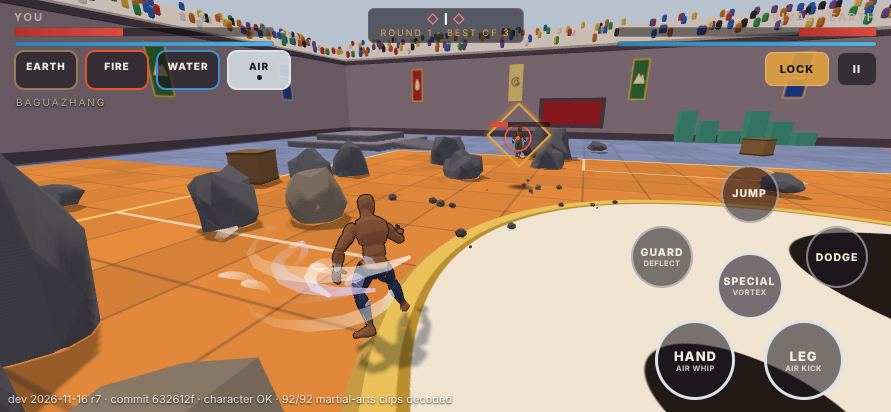 YOU
ROUND 1 · BEST OF 3
EARTH
FIRE
WATER
AIR
LOCK
BAGUAZHANG
JUMP
GUARD
DEFLECT
DODGE
SPECIAL
VORTEX
HAND
AIR WHIP
LEG
AIR KICK
dev 2026-11-16 r7 · commit 632612f · character OK · 92/92 martial-arts clips decoded